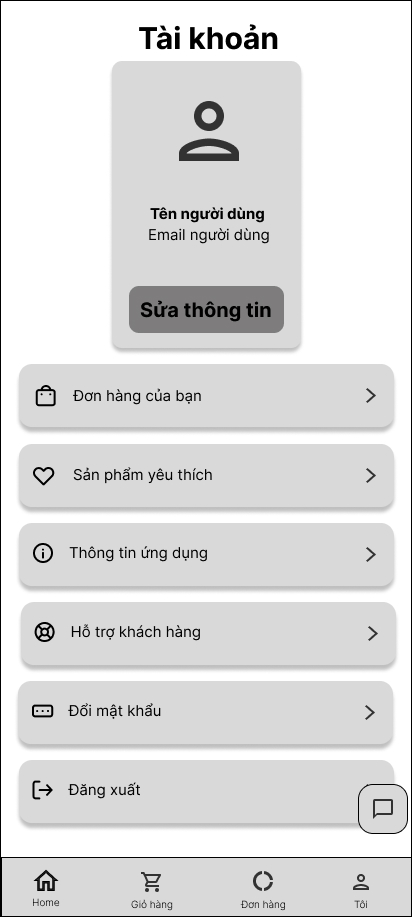 Tài khoản
Tên người dùng
Email người dùng
Sửa thông tin
Đơn hàng của bạn
Sản phẩm yêu thích
Thông tin ứng dụng
Hỗ trợ khách hàng
Đổi mật khẩu
Đăng xuất
Home
Giỏ hàng
Đơn hàng
Tôi